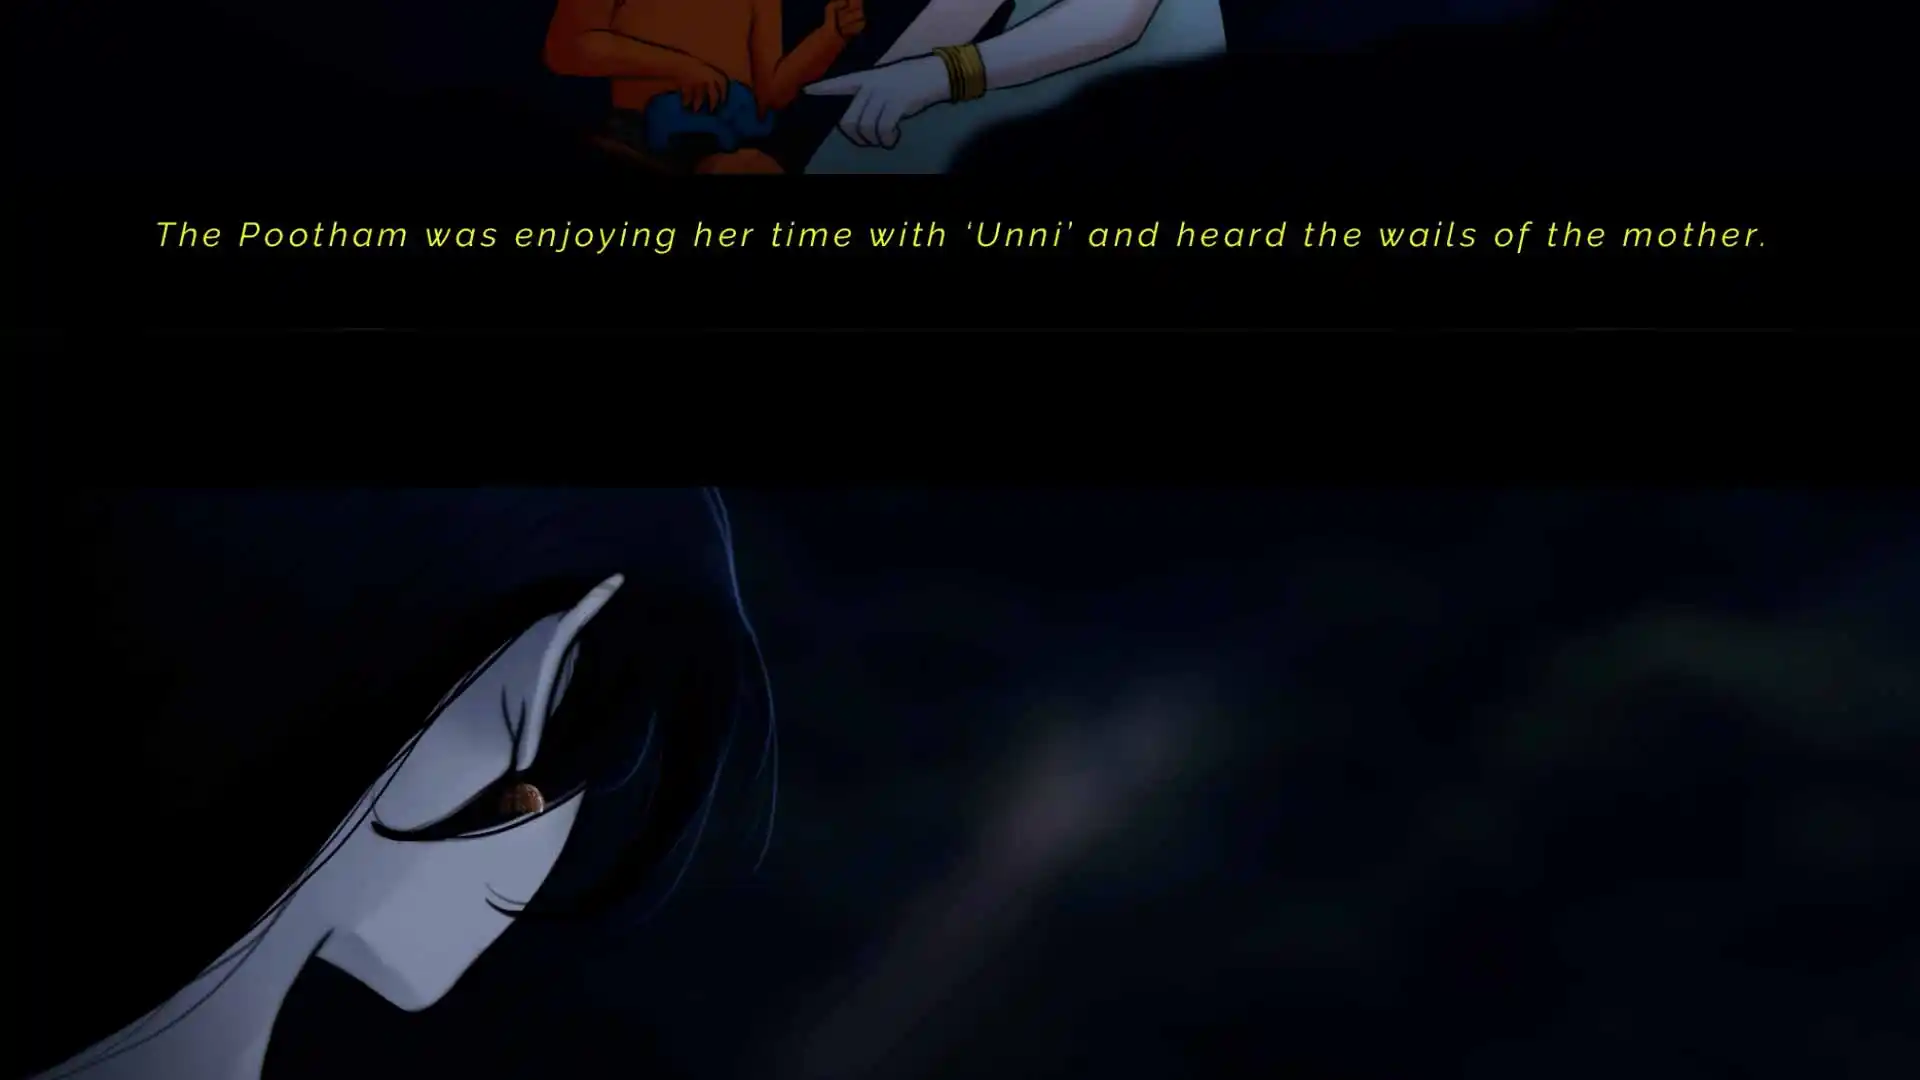 The Pootham was enjoying her time with ‘Unni’ and heard the wails of the mother.